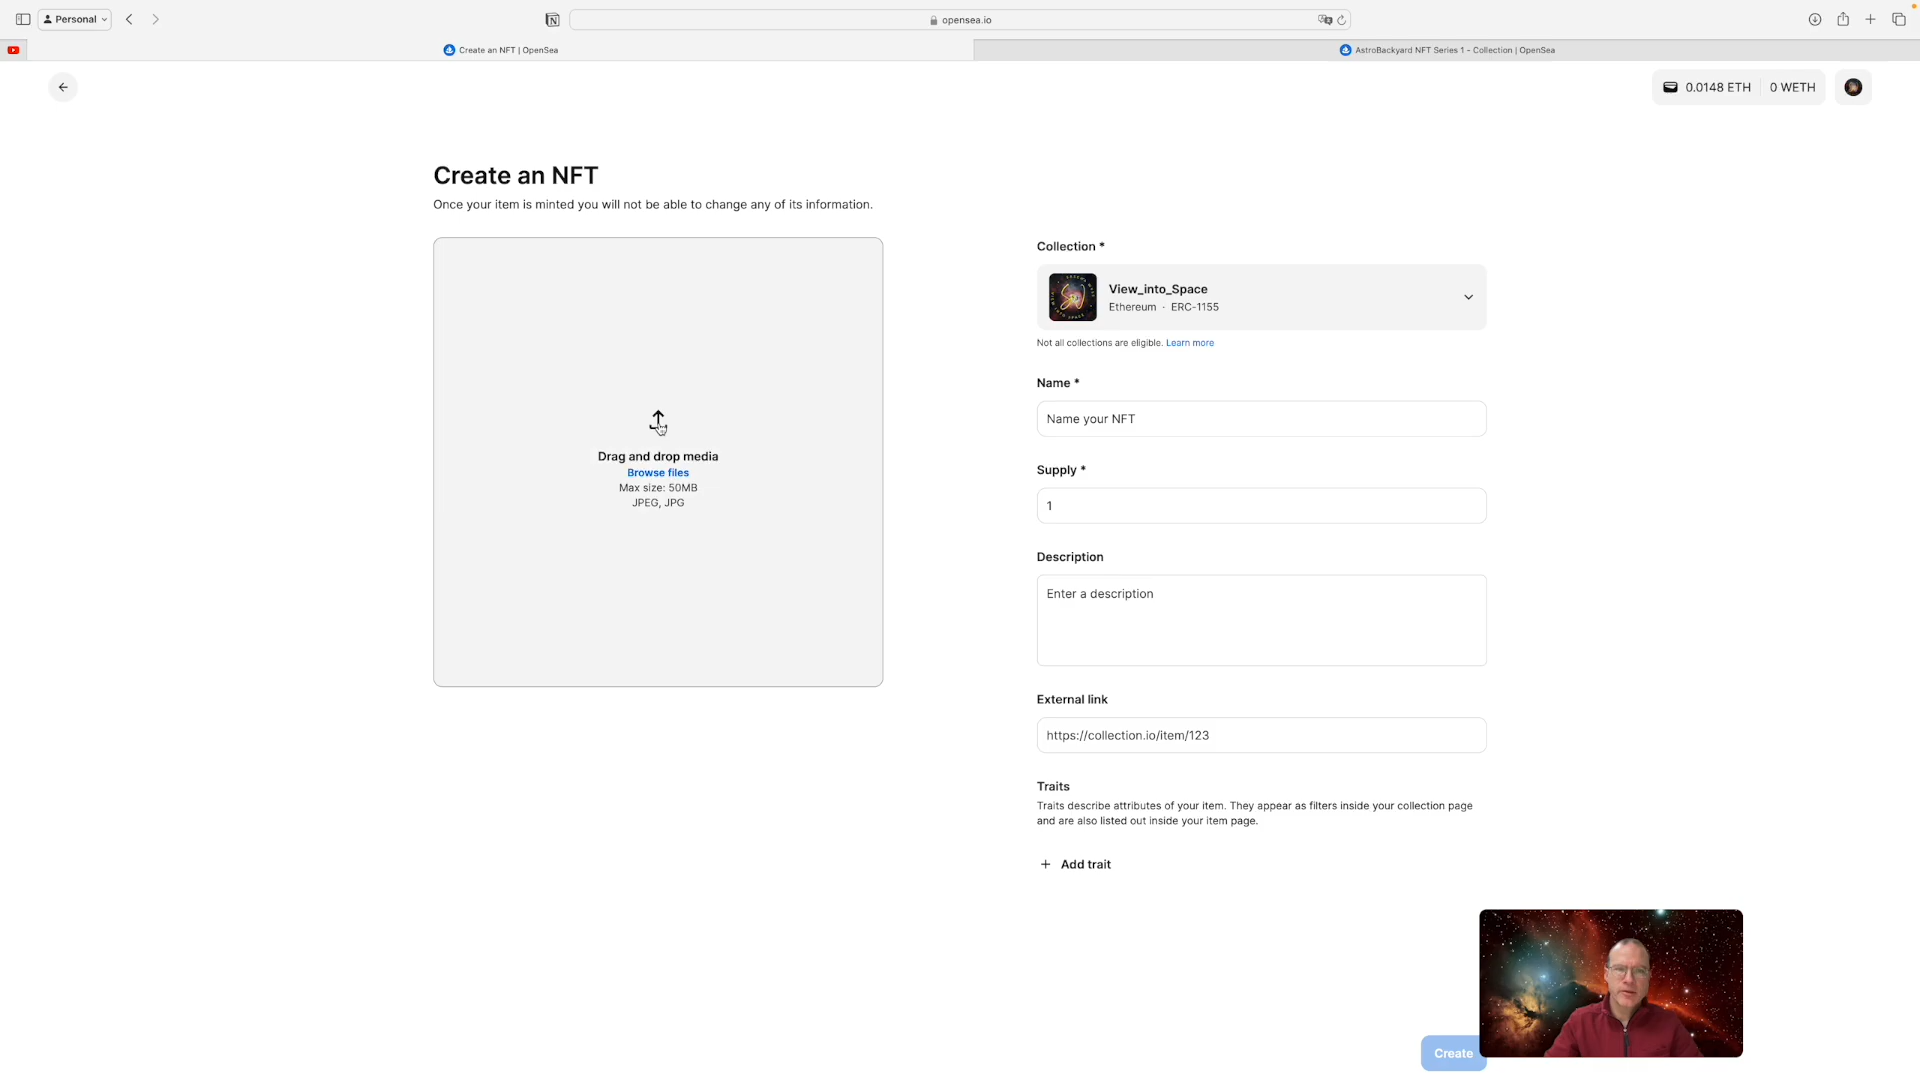 Personal
opensea.io
Create an NFT | OpenSea
AstroBackyard NFT Series 1 - Collection | OpenSea
0.0148 ETH
0 WETH
Create an NFT
Once your item is minted you will not be able to change any of its information.
Drag and drop media
Browse files
Max size: 50MB
JPEG, JPG
Collection *
View_into_Space
Ethereum · ERC-1155
Not all collections are eligible. Learn more
Name *
Name your NFT
Supply *
1
Description
Enter a description
External link
https://collection.io/item/123
Traits
Traits describe attributes of your item. They appear as filters inside your collection page
and are also listed out inside your item page.
+ Add trait
Create